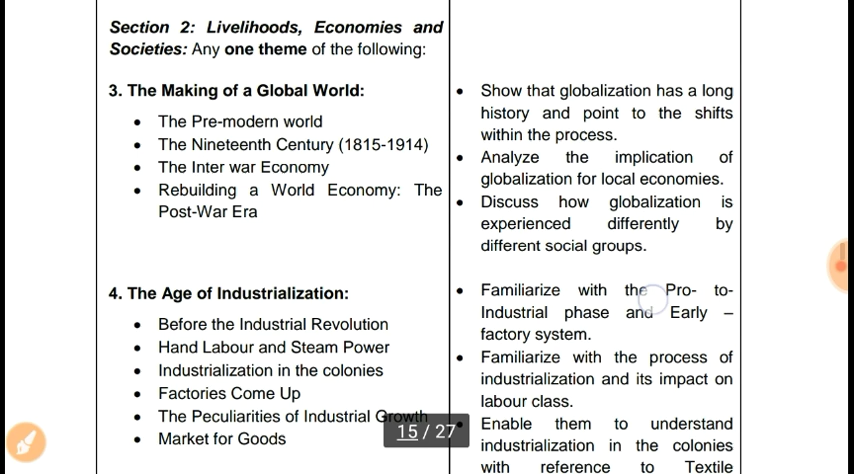 Section 2: Livelihoods, Economies and
Societies: Any one theme of the following:
3. The Making of a Global World:
• The Pre-modern world
• The Nineteenth Century (1815-1914)
• The Inter war Economy
• Rebuilding a World Economy: The
Post-War Era
• Show that globalization has a long
history and point to the shifts
within the process.
• Analyze the implication of
globalization for local economies.
• Discuss how globalization is
experienced differently by
different social groups.
4. The Age of Industrialization:
• Before the Industrial Revolution
• Hand Labour and Steam Power
• Industrialization in the colonies
• Factories Come Up
• The Peculiarities of Industrial Growth
• Market for Goods
• Familiarize with the Pro- to-
Industrial phase and Early –
factory system.
• Familiarize with the process of
industrialization and its impact on
labour class.
• Enable them to understand
industrialization in the colonies
with reference to Textile
15 / 27